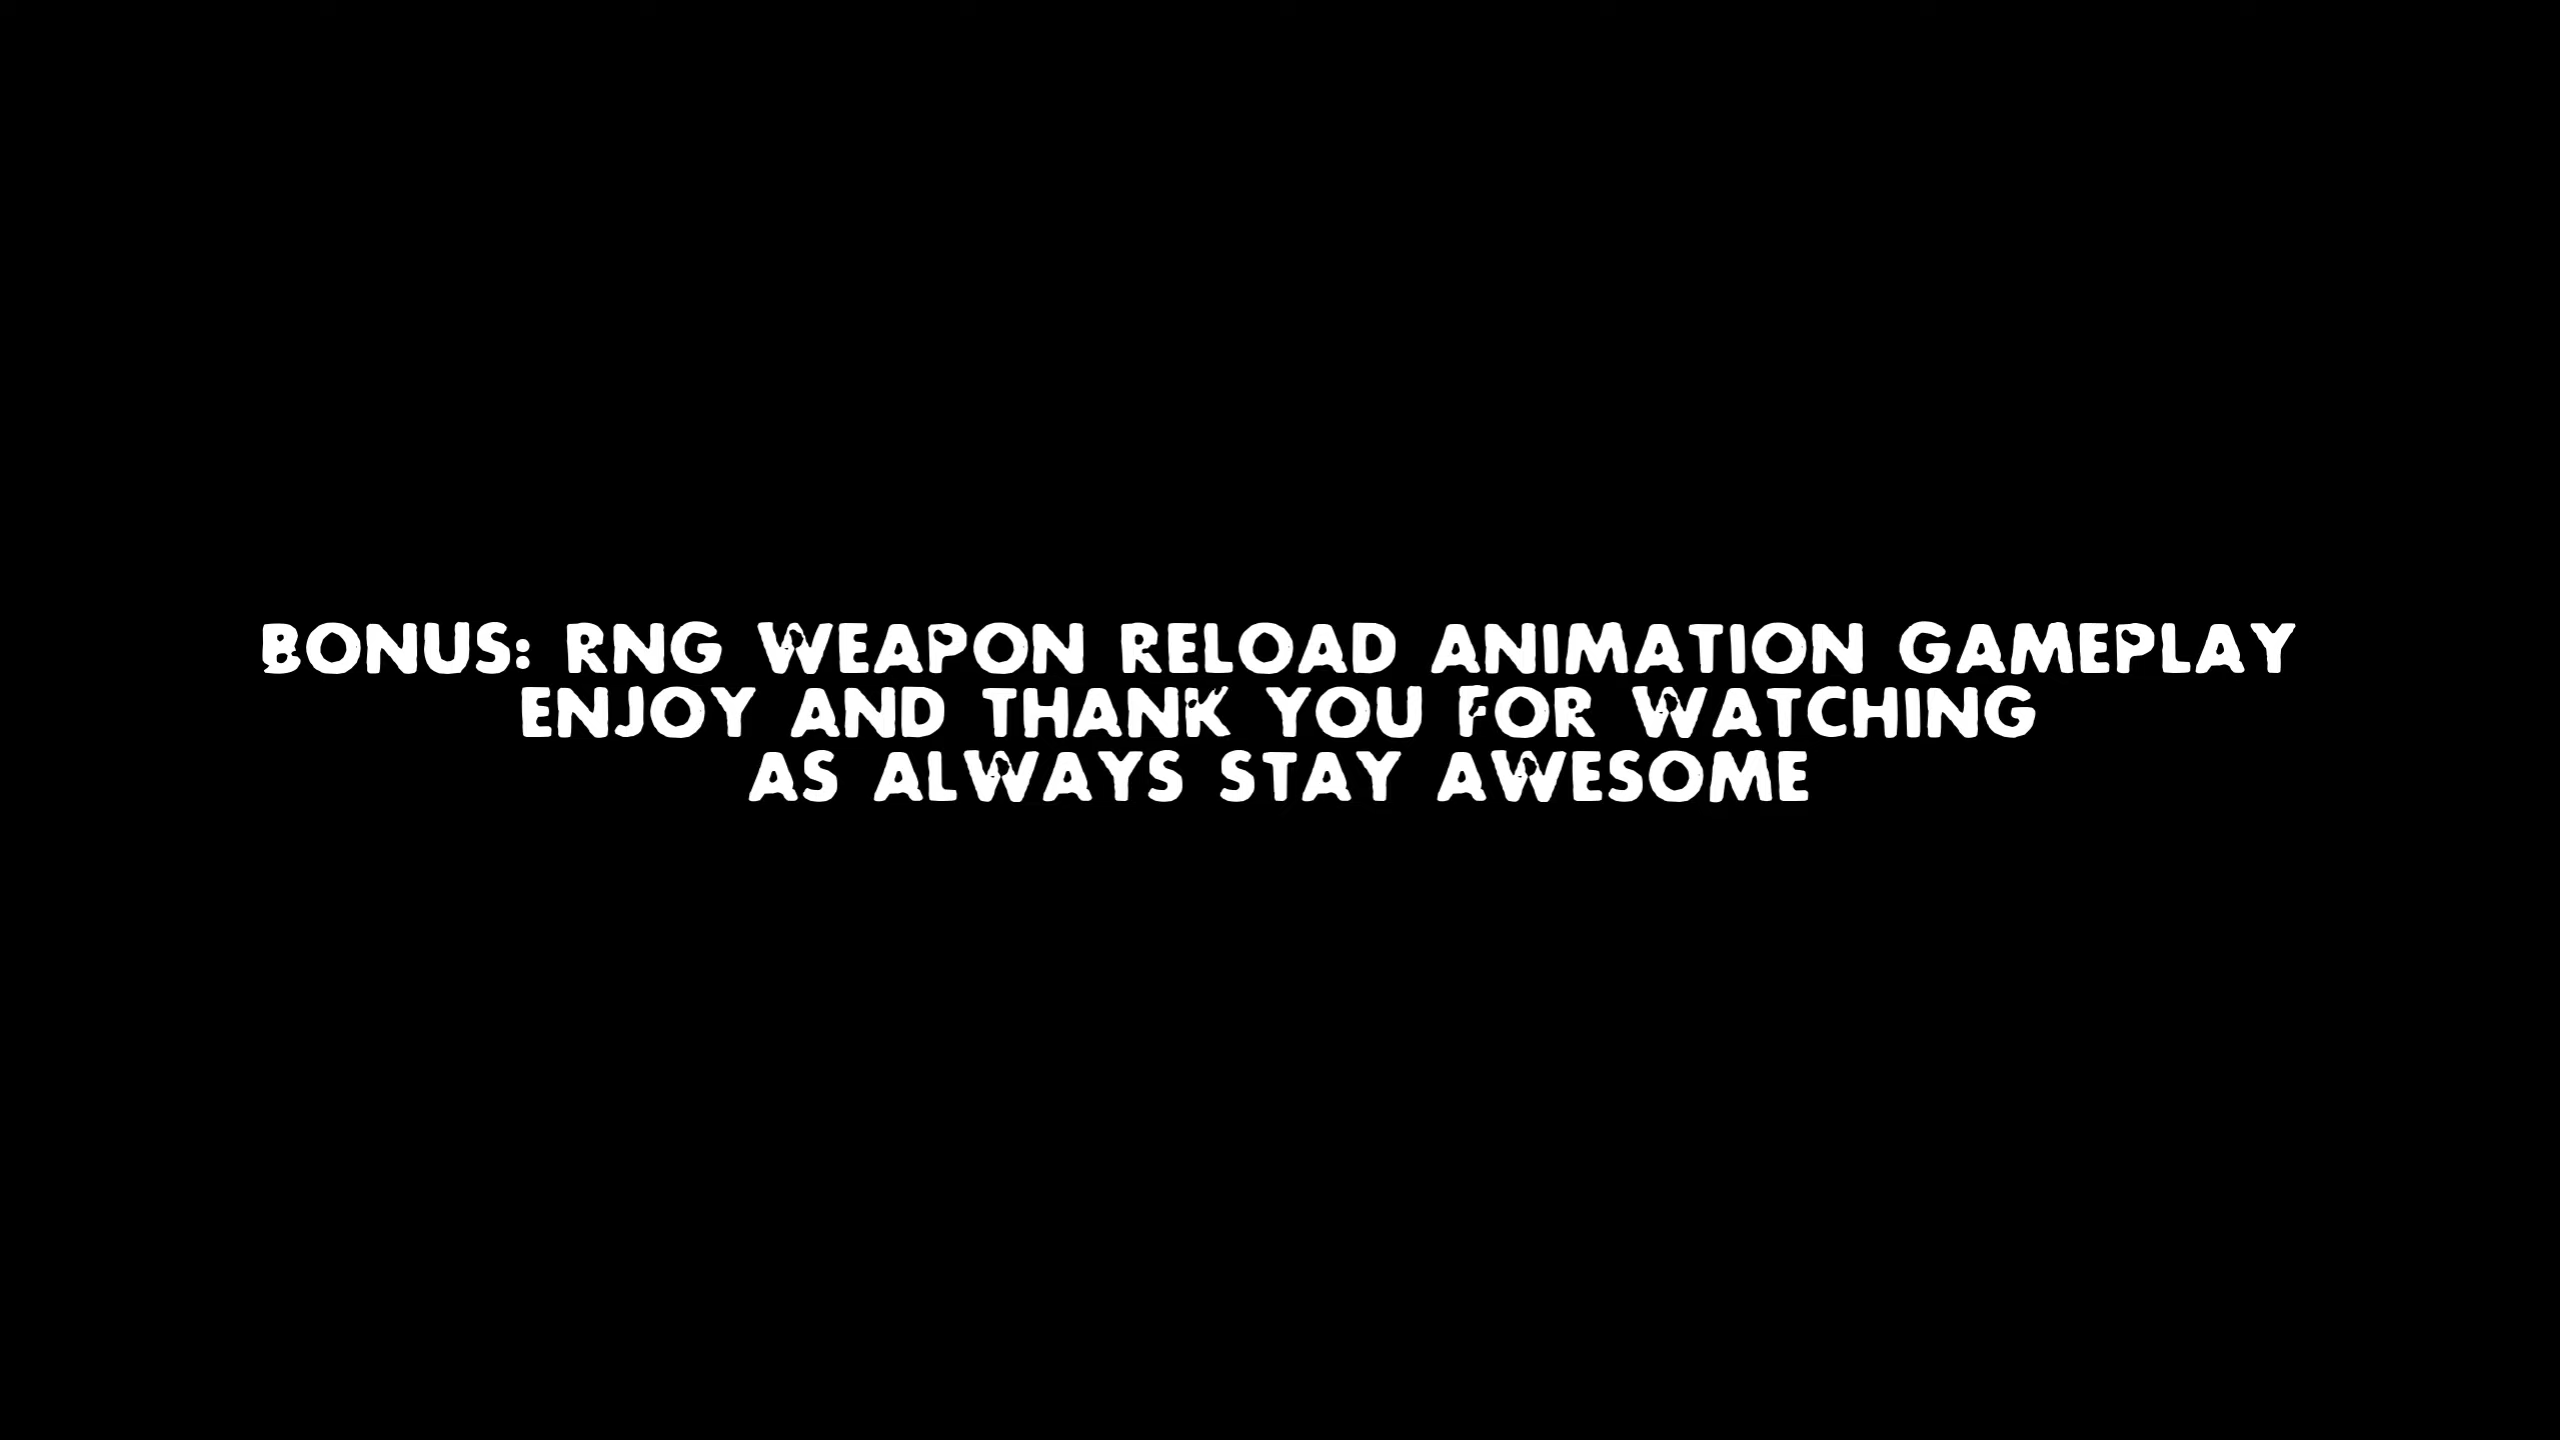 BONUS: RNG WEAPON RELOAD ANIMATION GAMEPLAY
ENJOY AND THANK YOU FOR WATCHING
AS ALWAYS STAY AWESOME